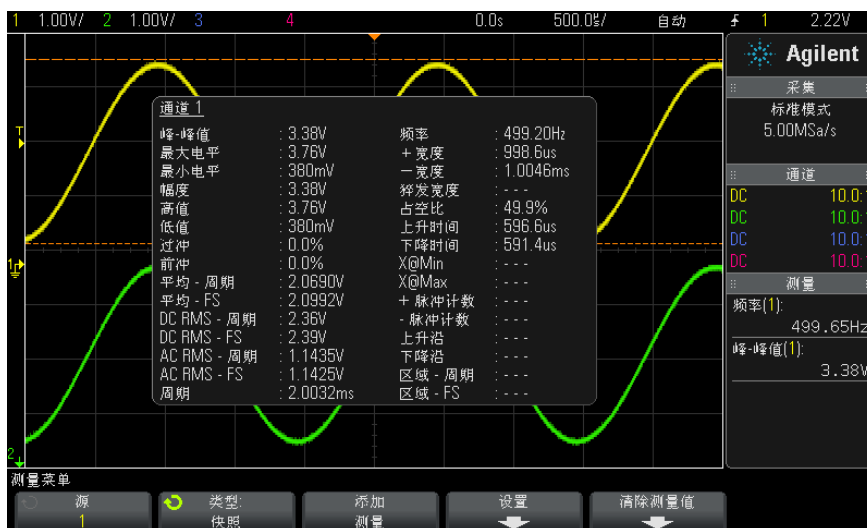 1 1.00V/ 2 1.00V/ 3 4 0.0s 500.0us/ 自动 1 2.22V
Agilent
采集
标准模式
5.00MSa/s
通道
DC 10.0:
DC 10.0:
DC 10.0:
DC 10.0:
测量
频率(1):
499.65Hz
峰-峰值(1):
3.38V
T
1
2
通道 1
峰-峰值 : 3.38V 频率 : 499.20Hz
最大电平 : 3.76V +宽度 : 998.6us
最小电平 : 380mV -宽度 : 1.0046ms
幅度 : 3.38V 猝发宽度 : ---
高值 : 3.76V 占空比 : 49.9%
低值 : 380mV 上升时间 : 596.6us
过冲 : 0.0% 下降时间 : 591.4us
前冲 : 0.0% X@Min : ---
平均 - 周期 : 2.0690V X@Max : ---
平均 - FS : 2.0992V +脉冲计数 : ---
DC RMS - 周期 : 2.36V -脉冲计数 : ---
DC RMS - FS : 2.39V 上升沿 : ---
AC RMS - 周期 : 1.1435V 下降沿 : ---
AC RMS - FS : 1.1425V 区域 - 周期 : ---
周期 : 2.0032ms 区域 - FS : ---
测量菜单
源 类型: 添加 设置 清除测量值
1 快照 测量